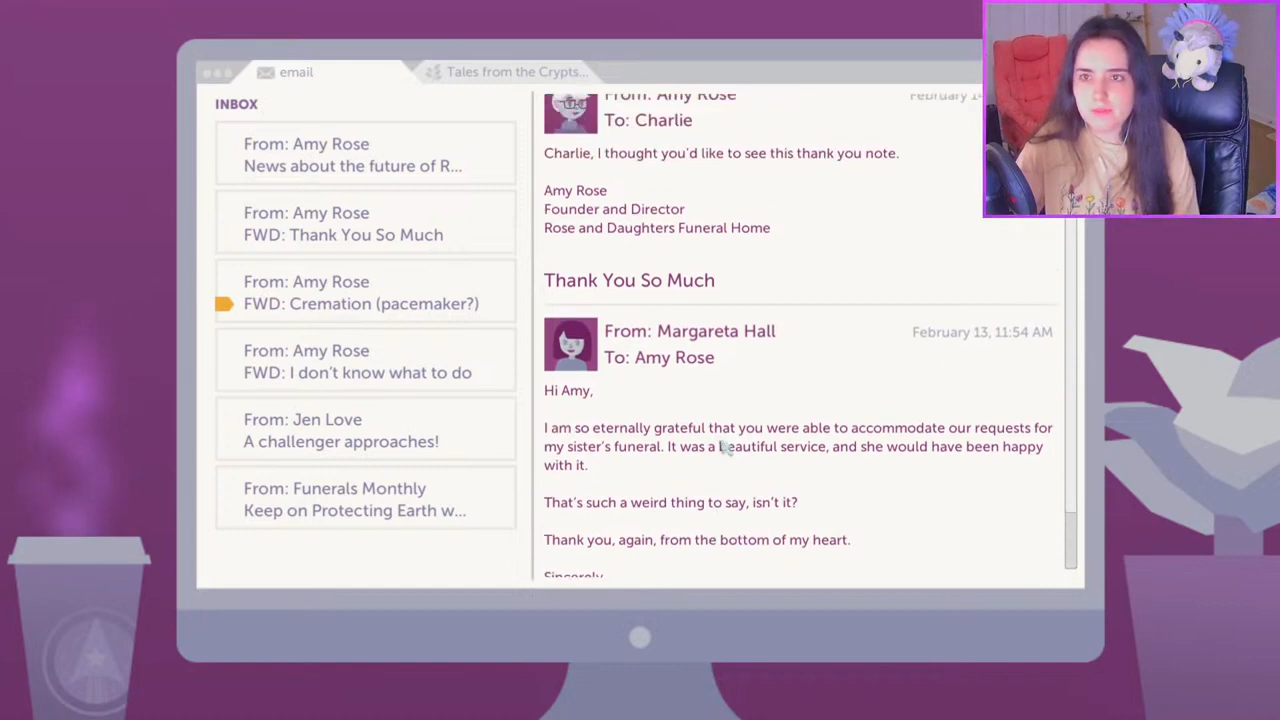 email
Tales from the Crypts...
INBOX
From: Amy Rose
News about the future of R...
From: Amy Rose
FWD: Thank You So Much
From: Amy Rose
FWD: Cremation (pacemaker?)
From: Amy Rose
FWD: I don't know what to do
From: Jen Love
A challenger approaches!
From: Funerals Monthly
Keep on Protecting Earth w...
From: Amy Rose
February 14
To: Charlie
Charlie, I thought you'd like to see this thank you note.
Amy Rose
Founder and Director
Rose and Daughters Funeral Home
Thank You So Much
From: Margareta Hall
February 13, 11:54 AM
To: Amy Rose
Hi Amy,
I am so eternally grateful that you were able to accommodate our requests for
my sister's funeral. It was a beautiful service, and she would have been happy
with it.
That's such a weird thing to say, isn't it?
Thank you, again, from the bottom of my heart.
Sincerely